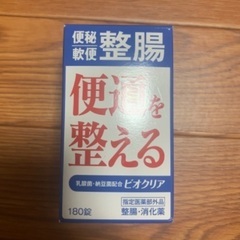 便秘
軟便
整腸
便通を
整える
乳酸菌・納豆菌配合 ビオクリア
指定医薬部外品
180錠
整腸・消化薬